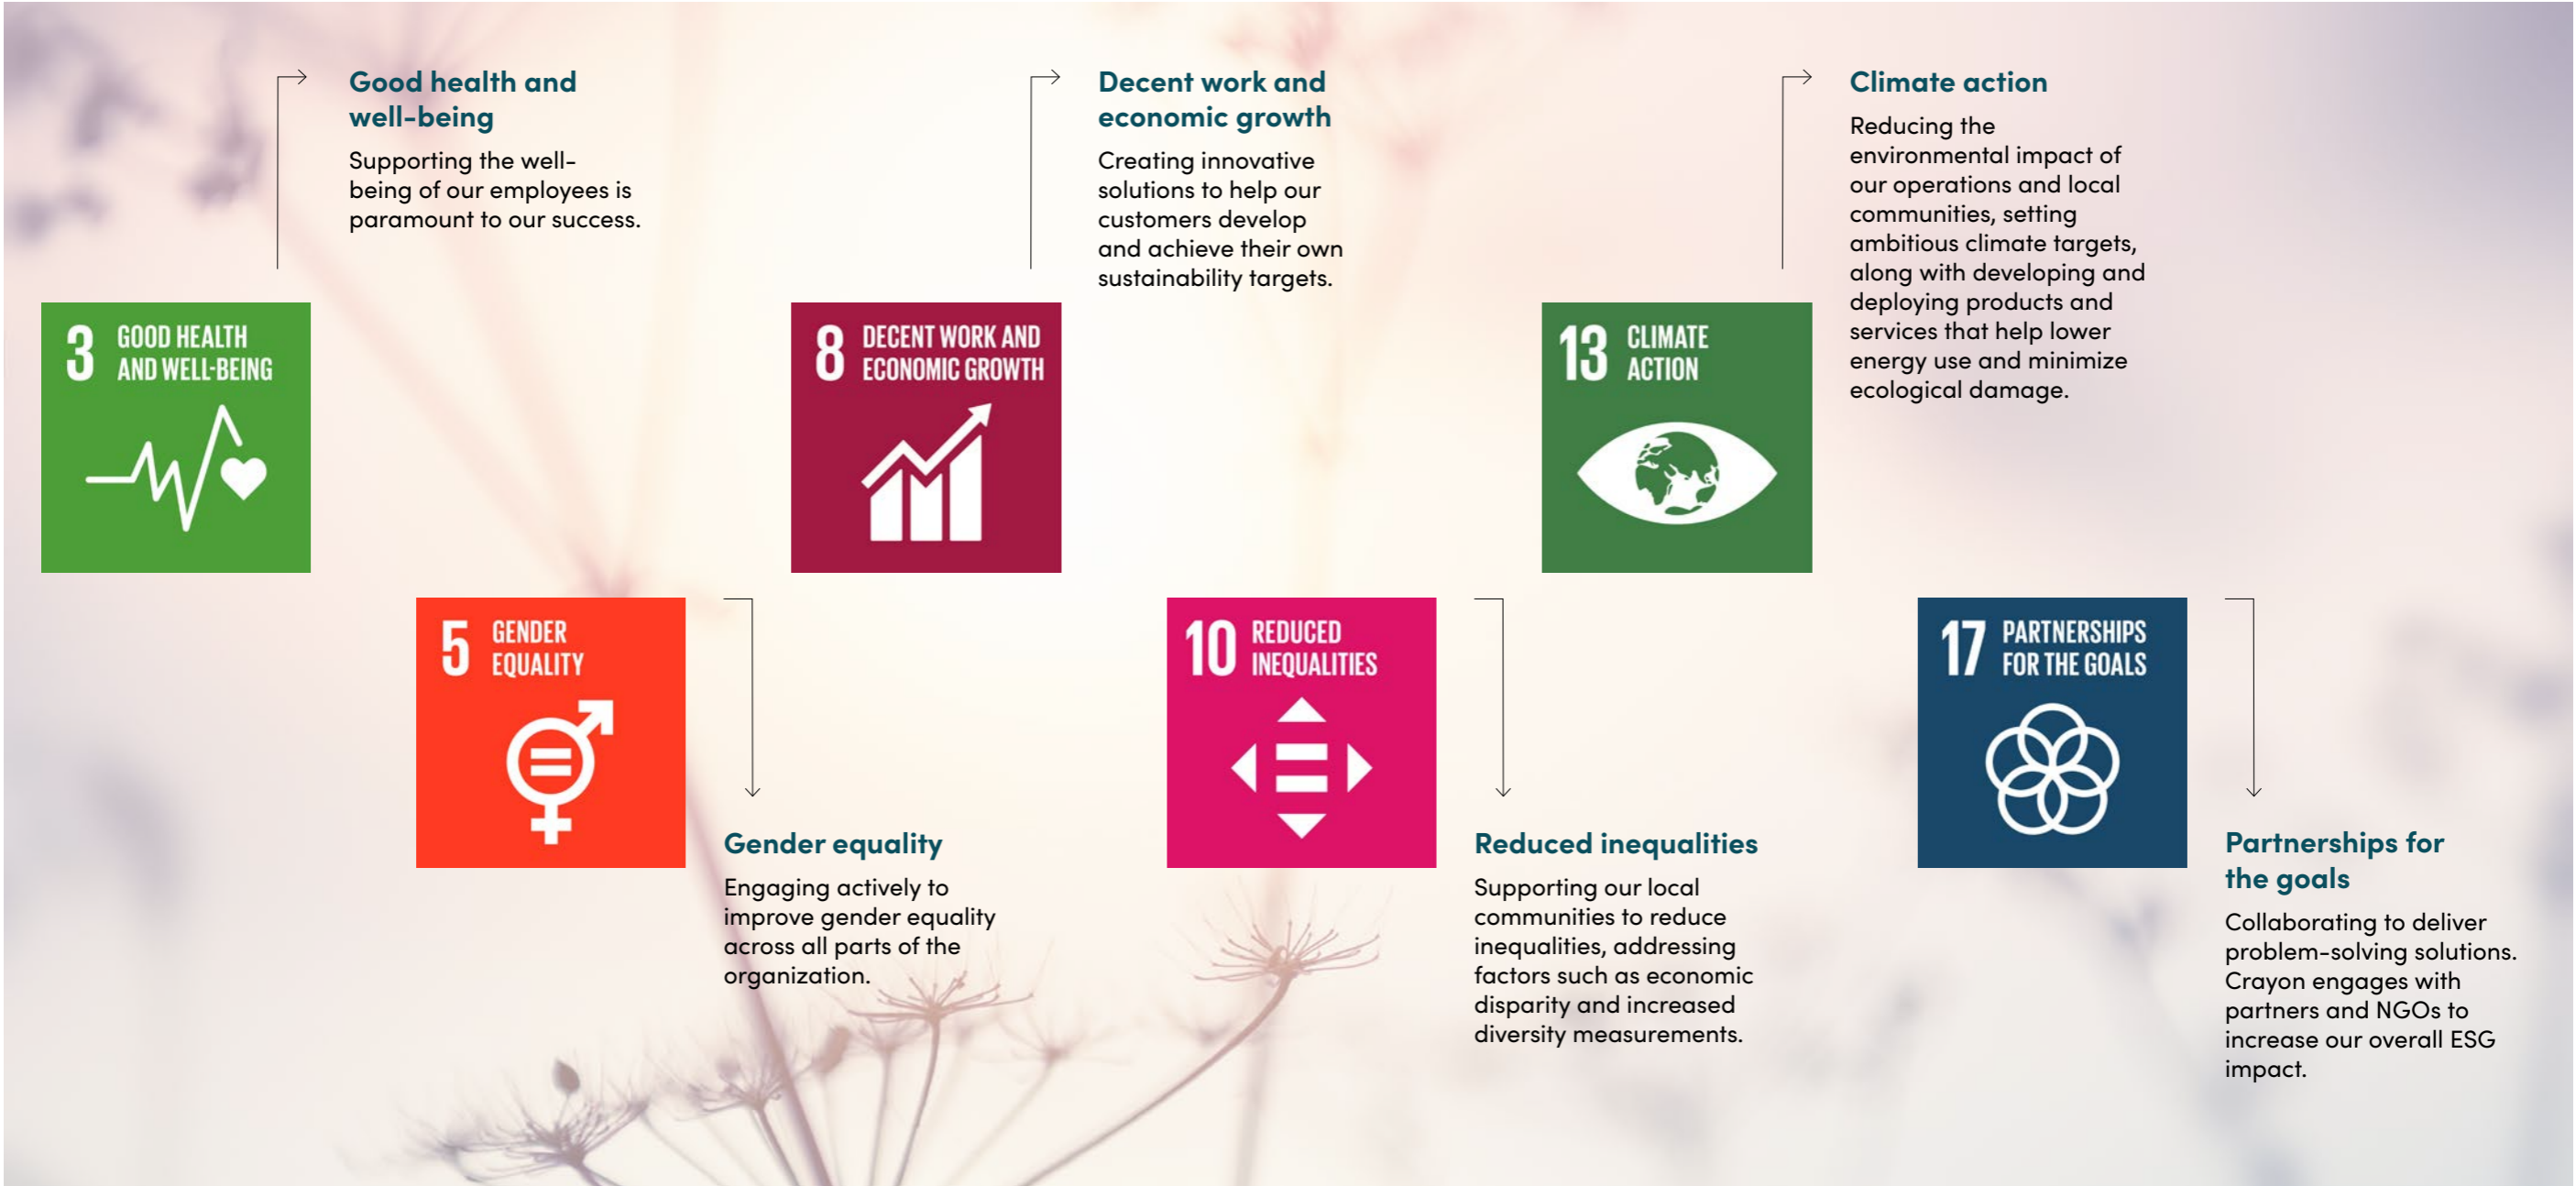 Good health and
well-being
Supporting the well-
being of our employees is
paramount to our success.
3 GOOD HEALTH
AND WELL-BEING
Decent work and
economic growth
Creating innovative
solutions to help our
customers develop
and achieve their own
sustainability targets.
8 DECENT WORK AND
ECONOMIC GROWTH
Climate action
Reducing the
environmental impact of
our operations and local
communities, setting
ambitious climate targets,
along with developing and
deploying products and
services that help lower
energy use and minimize
ecological damage.
13 CLIMATE
ACTION
5 GENDER
EQUALITY
Gender equality
Engaging actively to
improve gender equality
across all parts of the
organization.
10 REDUCED
INEQUALITIES
Reduced inequalities
Supporting our local
communities to reduce
inequalities, addressing
factors such as economic
disparity and increased
diversity measurements.
17 PARTNERSHIPS
FOR THE GOALS
Partnerships for
the goals
Collaborating to deliver
problem-solving solutions.
Crayon engages with
partners and NGOs to
increase our overall ESG
impact.